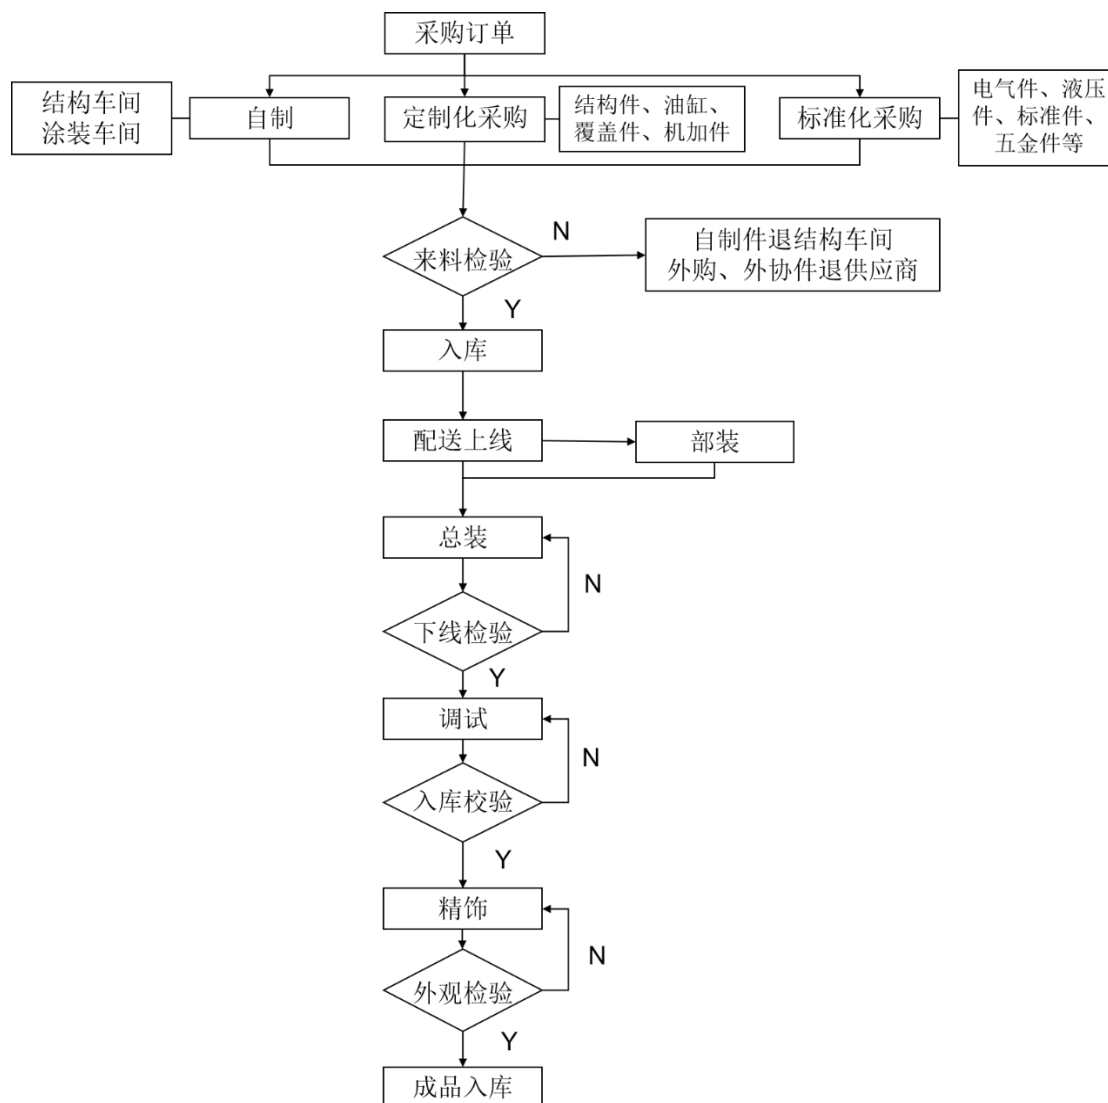 采购订单
结构车间
涂装车间
自制
定制化采购
结构件、油缸、
覆盖件、机加件
标准化采购
电气件、液压
件、标准件、
五金件等
来料检验
N
自制件退结构车间
外购、外协件退供应商
Y
入库
配送上线
部装
总装
N
下线检验
Y
调试
N
入库校验
Y
精饰
N
外观检验
Y
成品入库